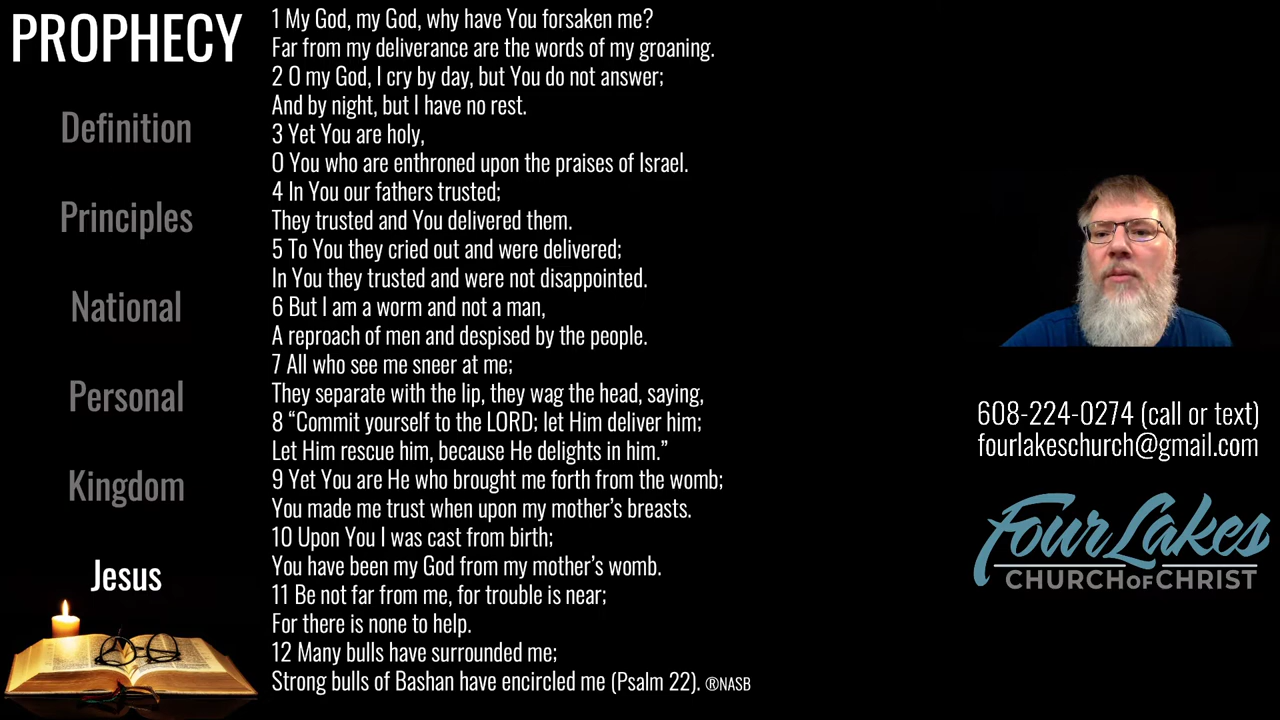 PROPHECY
Definition
Principles
National
Personal
Kingdom
Jesus
1 My God, my God, why have You forsaken me?
Far from my deliverance are the words of my groaning.
2 O my God, I cry by day, but You do not answer;
And by night, but I have no rest.
3 Yet You are holy,
O You who are enthroned upon the praises of Israel.
4 In You our fathers trusted;
They trusted and You delivered them.
5 To You they cried out and were delivered;
In You they trusted and were not disappointed.
6 But I am a worm and not a man,
A reproach of men and despised by the people.
7 All who see me sneer at me;
They separate with the lip, they wag the head, saying,
8 “Commit yourself to the LORD; let Him deliver him;
Let Him rescue him, because He delights in him.”
9 Yet You are He who brought me forth from the womb;
You made me trust when upon my mother’s breasts.
10 Upon You I was cast from birth;
You have been my God from my mother’s womb.
11 Be not far from me, for trouble is near;
For there is none to help.
12 Many bulls have surrounded me;
Strong bulls of Bashan have encircled me (Psalm 22). ®NASB
608-224-0274 (call or text)
fourlakeschurch@gmail.com
Four Lakes
CHURCH OF CHRIST